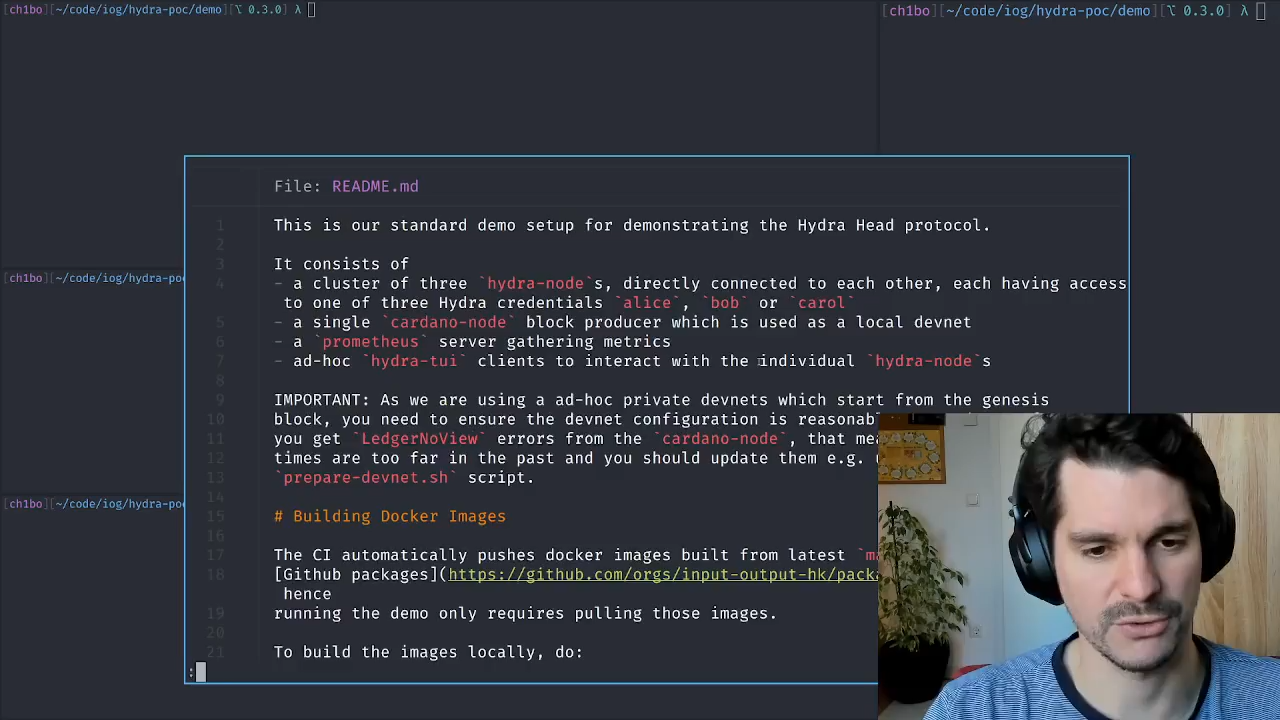 [ch1bo][~/code/iog/hydra-poc/demo][⌥ 0.3.0] λ
[ch1bo][~/code/iog/hydra-poc/demo][⌥ 0.3.0] λ
File: README.md
1 This is our standard demo setup for demonstrating the Hydra Head protocol.
2
3 It consists of
4 - a cluster of three `hydra-node`s, directly connected to each other, each having access
to one of three Hydra credentials `alice`, `bob` or `carol`
5 - a single `cardano-node` block producer which is used as a local devnet
6 - a `prometheus` server gathering metrics
7 - ad-hoc `hydra-tui` clients to interact with the individual `hydra-node`s
8
9 IMPORTANT: As we are using a ad-hoc private devnets which start from the genesis
10 block, you need to ensure the devnet configuration is reasonab
11 you get `LedgerNoView` errors from the `cardano-node`, that mea
12 times are too far in the past and you should update them e.g.
13 `prepare-devnet.sh` script.
14
15 # Building Docker Images
16
17 The CI automatically pushes docker images built from latest `ma
18 [Github packages](https://github.com/orgs/input-output-hk/packa
hence
19 running the demo only requires pulling those images.
20
21 To build the images locally, do:
:
[ch1bo][~/code/iog/hydra-po
[ch1bo][~/code/iog/hydra-po